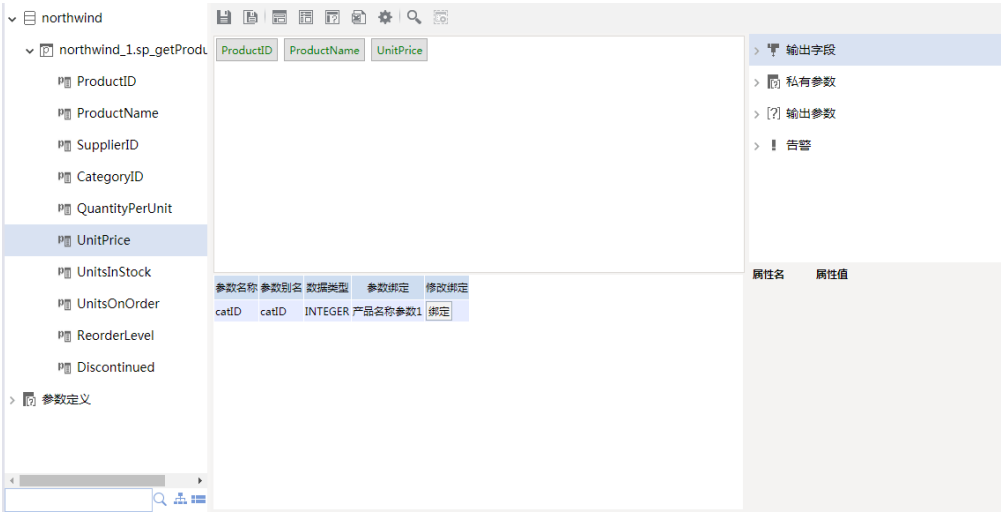 northwind
northwind_1.sp_getProdu
ProductID
ProductName
SupplierID
CategoryID
QuantityPerUnit
UnitPrice
UnitsInStock
UnitsOnOrder
ReorderLevel
Discontinued
参数定义
ProductID ProductName UnitPrice
参数名称 参数别名 数据类型 参数绑定 修改绑定
catID catID INTEGER 产品名称参数1 绑定
输出字段
私有参数
[?] 输出参数
告警
属性名 属性值